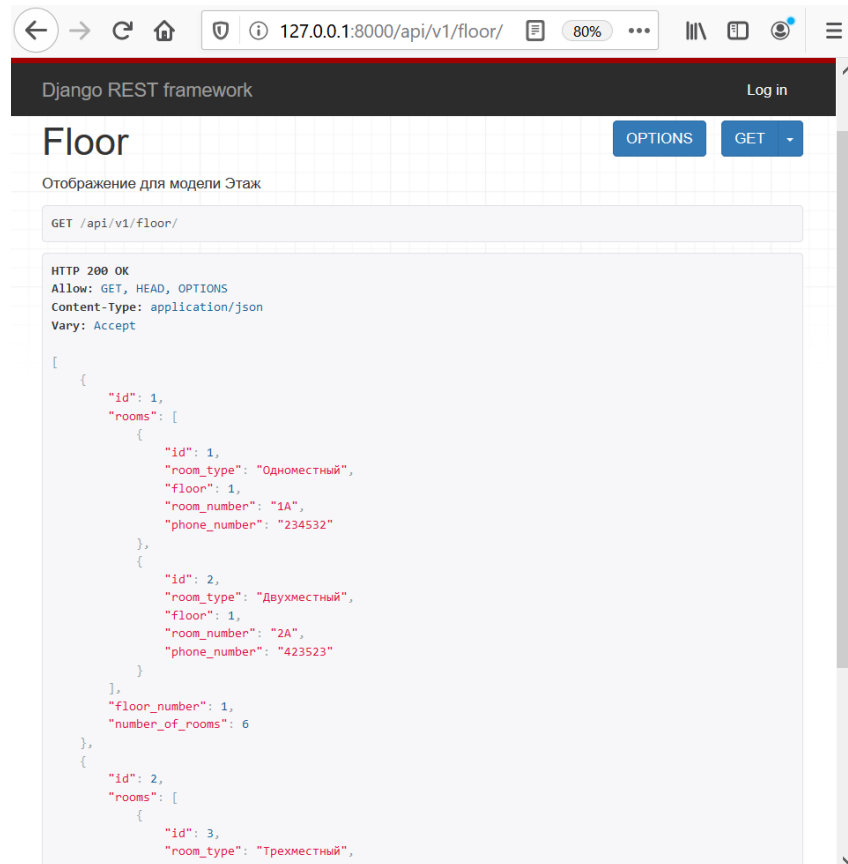 127.0.0.1:8000/api/v1/floor/ 80%
Django REST framework Log in
Floor OPTIONS GET
Отображение для модели Этаж
GET /api/v1/floor/
HTTP 200 OK
Allow: GET, HEAD, OPTIONS
Content-Type: application/json
Vary: Accept
[
    {
        "id": 1,
        "rooms": [
            {
                "id": 1,
                "room_type": "Одноместный",
                "floor": 1,
                "room_number": "1A",
                "phone_number": "234532"
            },
            {
                "id": 2,
                "room_type": "Двухместный",
                "floor": 1,
                "room_number": "2A",
                "phone_number": "423523"
            }
        ],
        "floor_number": 1,
        "number_of_rooms": 6
    },
    {
        "id": 2,
        "rooms": [
            {
                "id": 3,
                "room_type": "Трехместный",